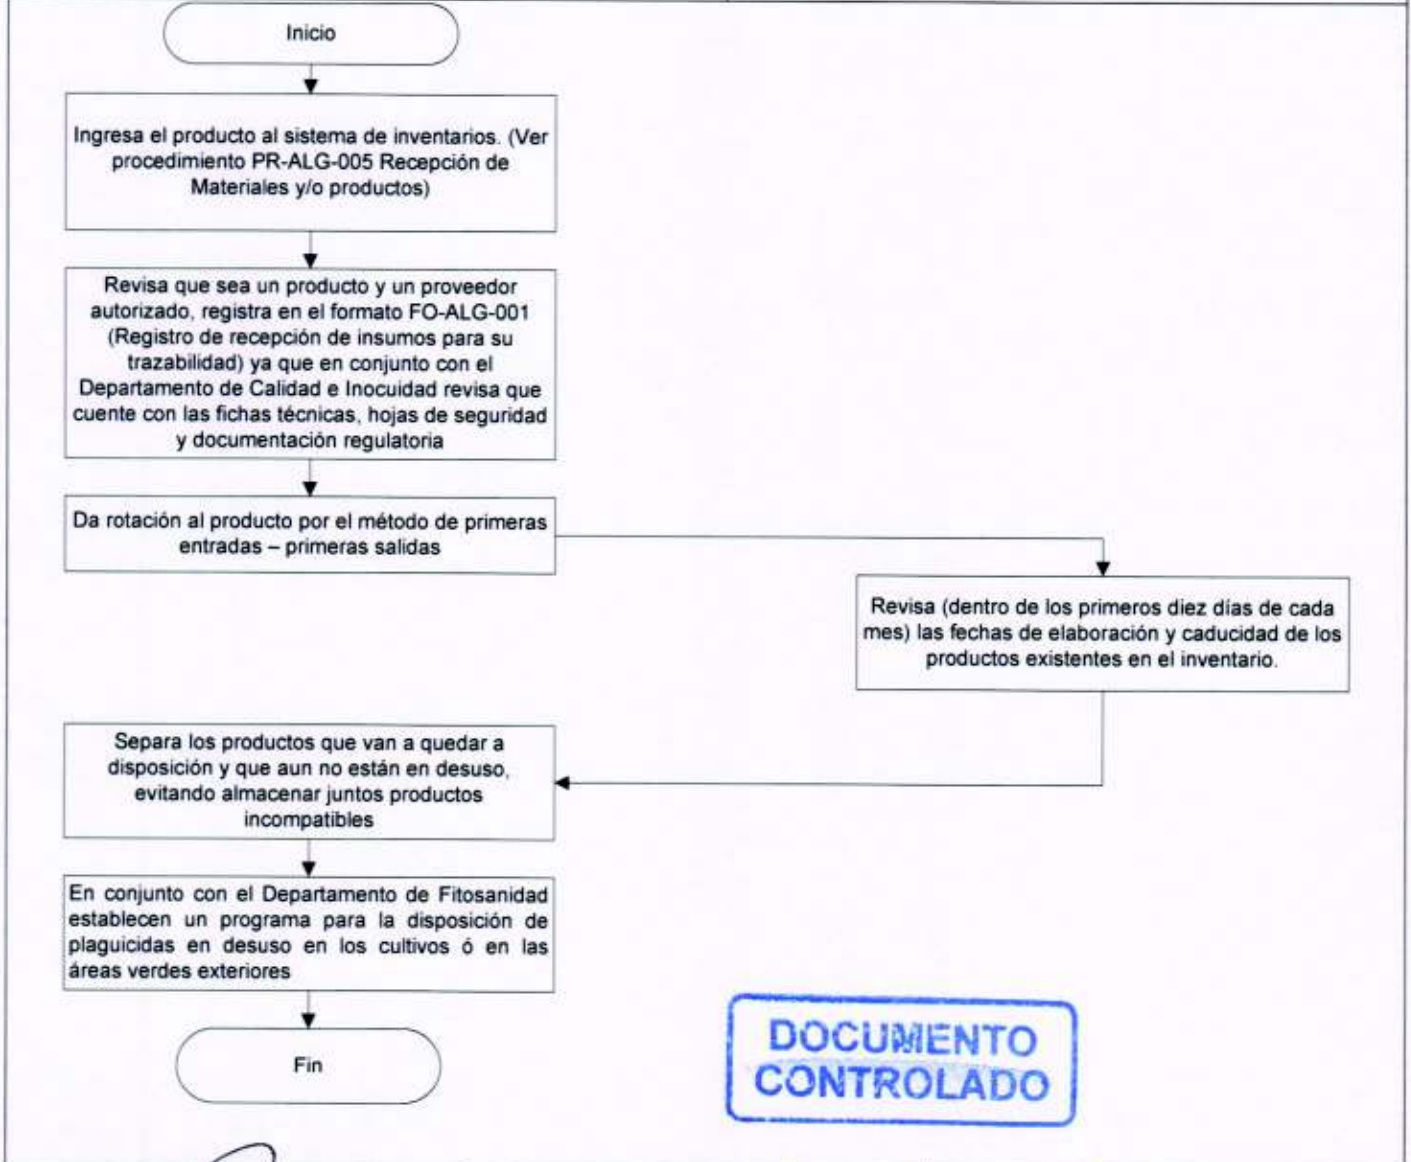 Inicio
Ingresa el producto al sistema de inventarios. (Ver
procedimiento PR-ALG-005 Recepción de
Materiales y/o productos)
Revisa que sea un producto y un proveedor
autorizado, registra en el formato FO-ALG-001
(Registro de recepción de insumos para su
trazabilidad) ya que en conjunto con el
Departamento de Calidad e Inocuidad revisa que
cuente con las fichas técnicas, hojas de seguridad
y documentación regulatoria
Da rotación al producto por el método de primeras
entradas – primeras salidas
Revisa (dentro de los primeros diez días de cada
mes) las fechas de elaboración y caducidad de los
productos existentes en el inventario.
Separa los productos que van a quedar a
disposición y que aun no están en desuso,
evitando almacenar juntos productos
incompatibles
En conjunto con el Departamento de Fitosanidad
establecen un programa para la disposición de
plaguicidas en desuso en los cultivos ó en las
áreas verdes exteriores
Fin
DOCUMENTO
CONTROLADO